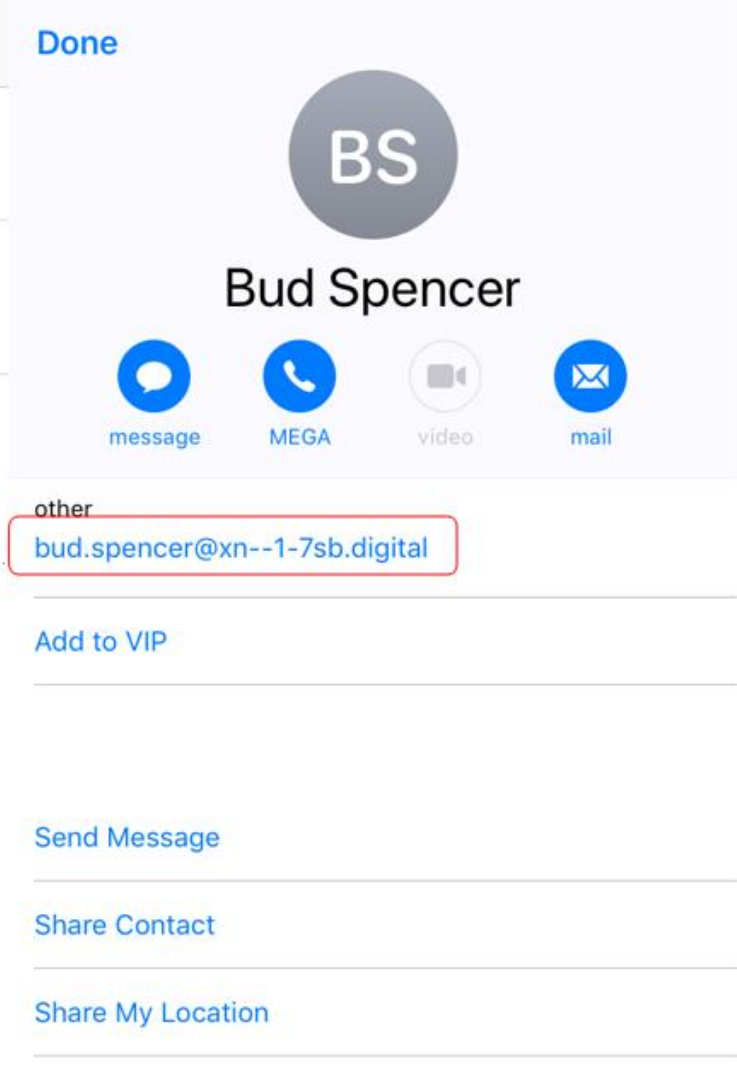 Done
BS
Bud Spencer
message MEGA video mail
other
bud.spencer@xn--1-7sb.digital
Add to VIP
Send Message
Share Contact
Share My Location